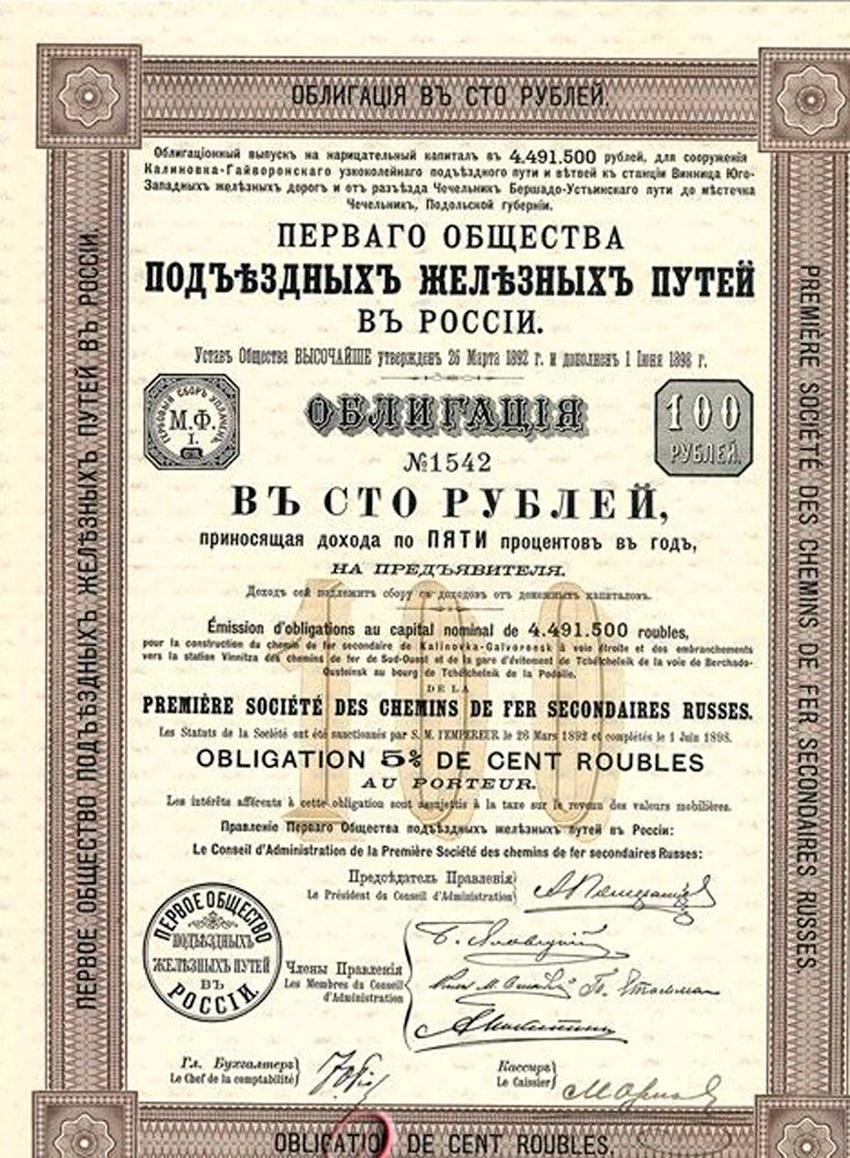 ОБЛИГАЦІЯ ВЪ СТО РУБЛЕЙ.
Облигаціонный выпускъ на нарицательный капиталъ въ 4.491.500 рублей, для сооруженія
Калиновка-Гайворонскаго узкоколейнаго подъѣзднаго пути и вѣтвей къ станціи Винница Юго-
Западныхъ желѣзныхъ дорогъ и отъ разъѣзда Чечельникъ Бершадо-Устьинскаго пути до мѣстечка
Чечельникъ, Подольской губерніи.
ПЕРВАГО ОБЩЕСТВА
ПОДЪѢЗДНЫХЪ ЖЕЛѢЗНЫХЪ ПУТЕЙ
ВЪ РОССІИ.
Уставъ Общества ВЫСОЧАЙШЕ утвержденъ 26 Марта 1892 г. и дополненъ 1 Іюня 1898 г.
ГЕРБОВЫЙ СБОРЪ УПЛАЧЕНЪ
М.Ф.
I.
ОБЛИГАЦІЯ
100
РУБЛЕЙ.
№1542
ВЪ СТО РУБЛЕЙ,
приносящая дохода по ПЯТИ процентовъ въ годъ,
НА ПРЕДЪЯВИТЕЛЯ.
Доходъ сей подлежитъ сбору съ доходовъ отъ денежныхъ капиталовъ.
100
Émission d'obligations au capital nominal de 4.491.500 roubles,
pour la construction du chemin de fer secondaire de Kalinovka-Gaivoronsk à voie étroite et des embranchements
vers la station Vinnitza des chemins de fer de Sud-Ouest et de la gare d'évitement de Tchételnik de la voie de Berchado-
Oustinsk au bourg de Tchételnik de la Podolie.
DE LA
PREMIÈRE SOCIÉTÉ DES CHEMINS DE FER SECONDAIRES RUSSES.
Les Statuts de la Société ont été sanctionnés par S. M. l'EMPEREUR le 26 Mars 1892 et complétés le 1 Juin 1898.
OBLIGATION 5% DE CENT ROUBLES
AU PORTEUR.
Les intérêts afférents à cette obligation sont assujettis à la taxe sur le revenu des valeurs mobilières.
Правленіе Перваго Общества подъѣздныхъ желѣзныхъ путей въ Россіи:
Le Conseil d'Administration de la Première Société des chemins de fer secondaires Russes:
Предсѣдатель Правленія
Le Président du Conseil d'Administration
ПЕРВОЕ ОБЩЕСТВО
ПОДЪѢЗДНЫХЪ
ЖЕЛѢЗНЫХЪ ПУТЕЙ
ВЪ
РОССІИ.
Члены Правленія
Les Membres du Conseil
d'Administration
Гл. Бухгалтеръ
Le Chef de la comptabilité
Кассиръ
Le Caissier
OBLIGATION DE CENT ROUBLES.
ПЕРВОЕ ОБЩЕСТВО ПОДЪѢЗДНЫХЪ ЖЕЛѢЗНЫХЪ ПУТЕЙ ВЪ РОССІИ.
PREMIÈRE SOCIÉTÉ DES CHEMINS DE FER SECONDAIRES RUSSES